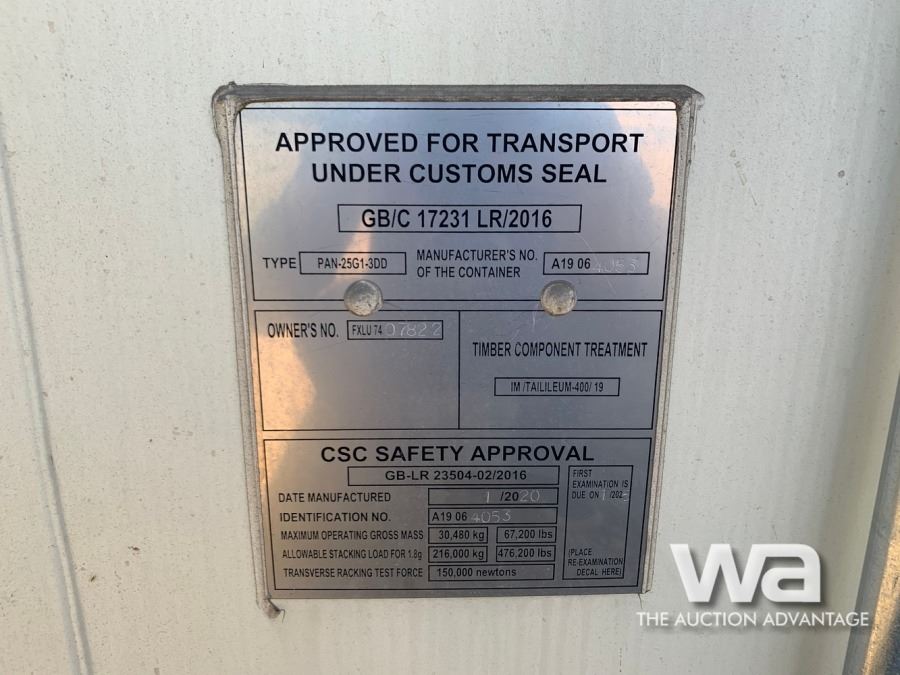 APPROVED FOR TRANSPORT
UNDER CUSTOMS SEAL
GB/C 17231 LR/2016
TYPE PAN-25G1-3DD
MANUFACTURER'S NO.
OF THE CONTAINER
A19 06 4053
OWNER'S NO. FXLU 74 07822
TIMBER COMPONENT TREATMENT
IM /TAILILEUM-400/ 19
CSC SAFETY APPROVAL
GB-LR 23504-02/2016
DATE MANUFACTURED 1 /2020
IDENTIFICATION NO. A19 06 4053
MAXIMUM OPERATING GROSS MASS 30,480 kg 67,200 lbs
ALLOWABLE STACKING LOAD FOR 1.8g 216,000 kg 476,200 lbs
TRANSVERSE RACKING TEST FORCE 150,000 newtons
FIRST
EXAMINATION IS
DUE ON
(PLACE
RE-EXAMINATION
DECAL HERE)
wa
THE AUCTION ADVANTAGE